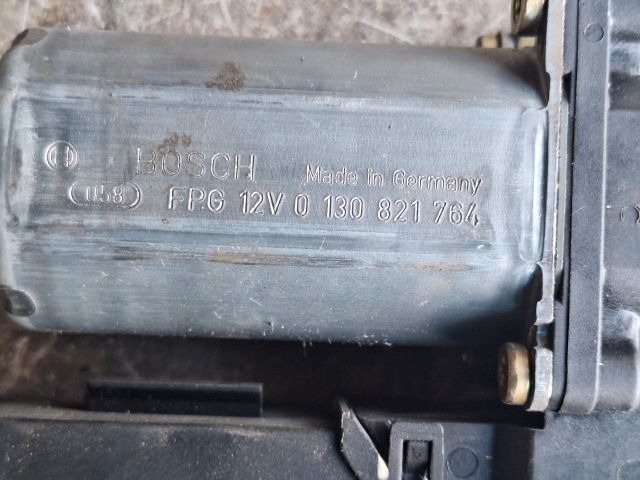 BOSCH Made In Germany
058 FPG 12V 0 130 821 764